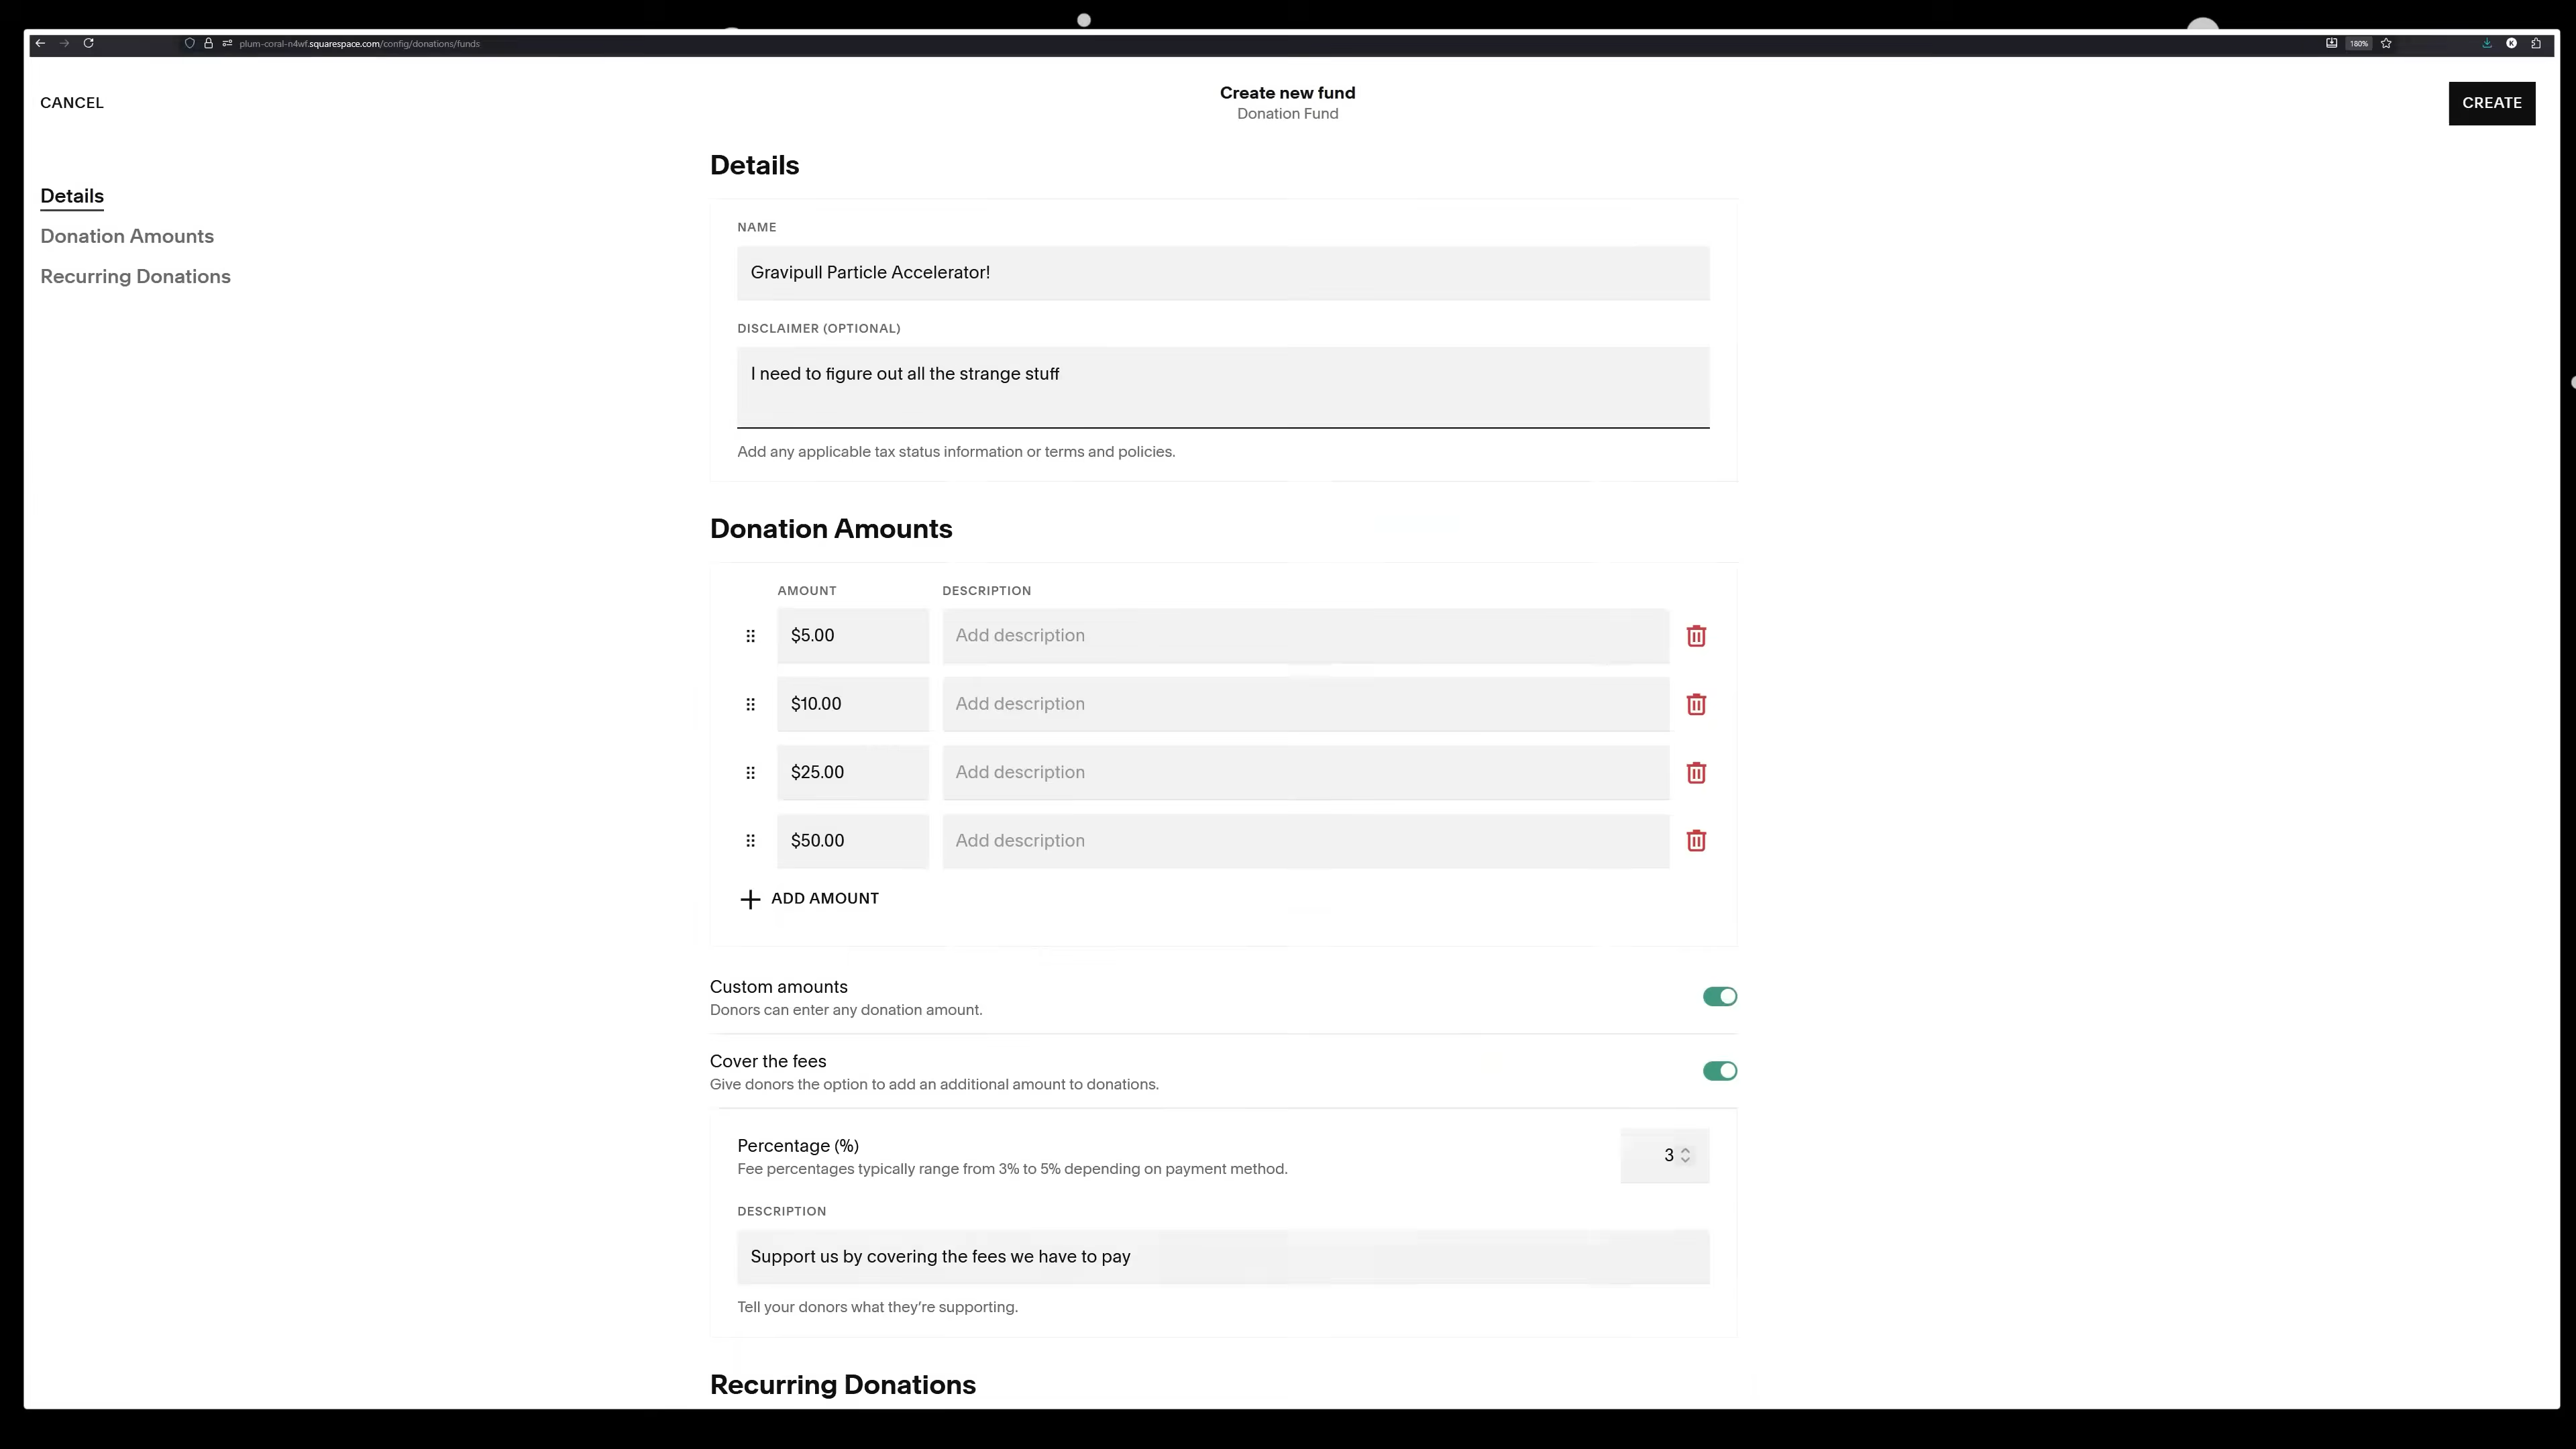 plum-coral-n4wf.squarespace.com/config/donations/funds
180%
K
CANCEL
Create new fund
Donation Fund
CREATE
Details
Donation Amounts
Recurring Donations
Details
NAME
Gravipull Particle Accelerator!
DISCLAIMER (OPTIONAL)
I need to figure out all the strange stuff
Add any applicable tax status information or terms and policies.
Donation Amounts
AMOUNT DESCRIPTION
$5.00 Add description
$10.00 Add description
$25.00 Add description
$50.00 Add description
ADD AMOUNT
Custom amounts
Donors can enter any donation amount.
Cover the fees
Give donors the option to add an additional amount to donations.
Percentage (%)
Fee percentages typically range from 3% to 5% depending on payment method.
3
DESCRIPTION
Support us by covering the fees we have to pay
Tell your donors what they're supporting.
Recurring Donations